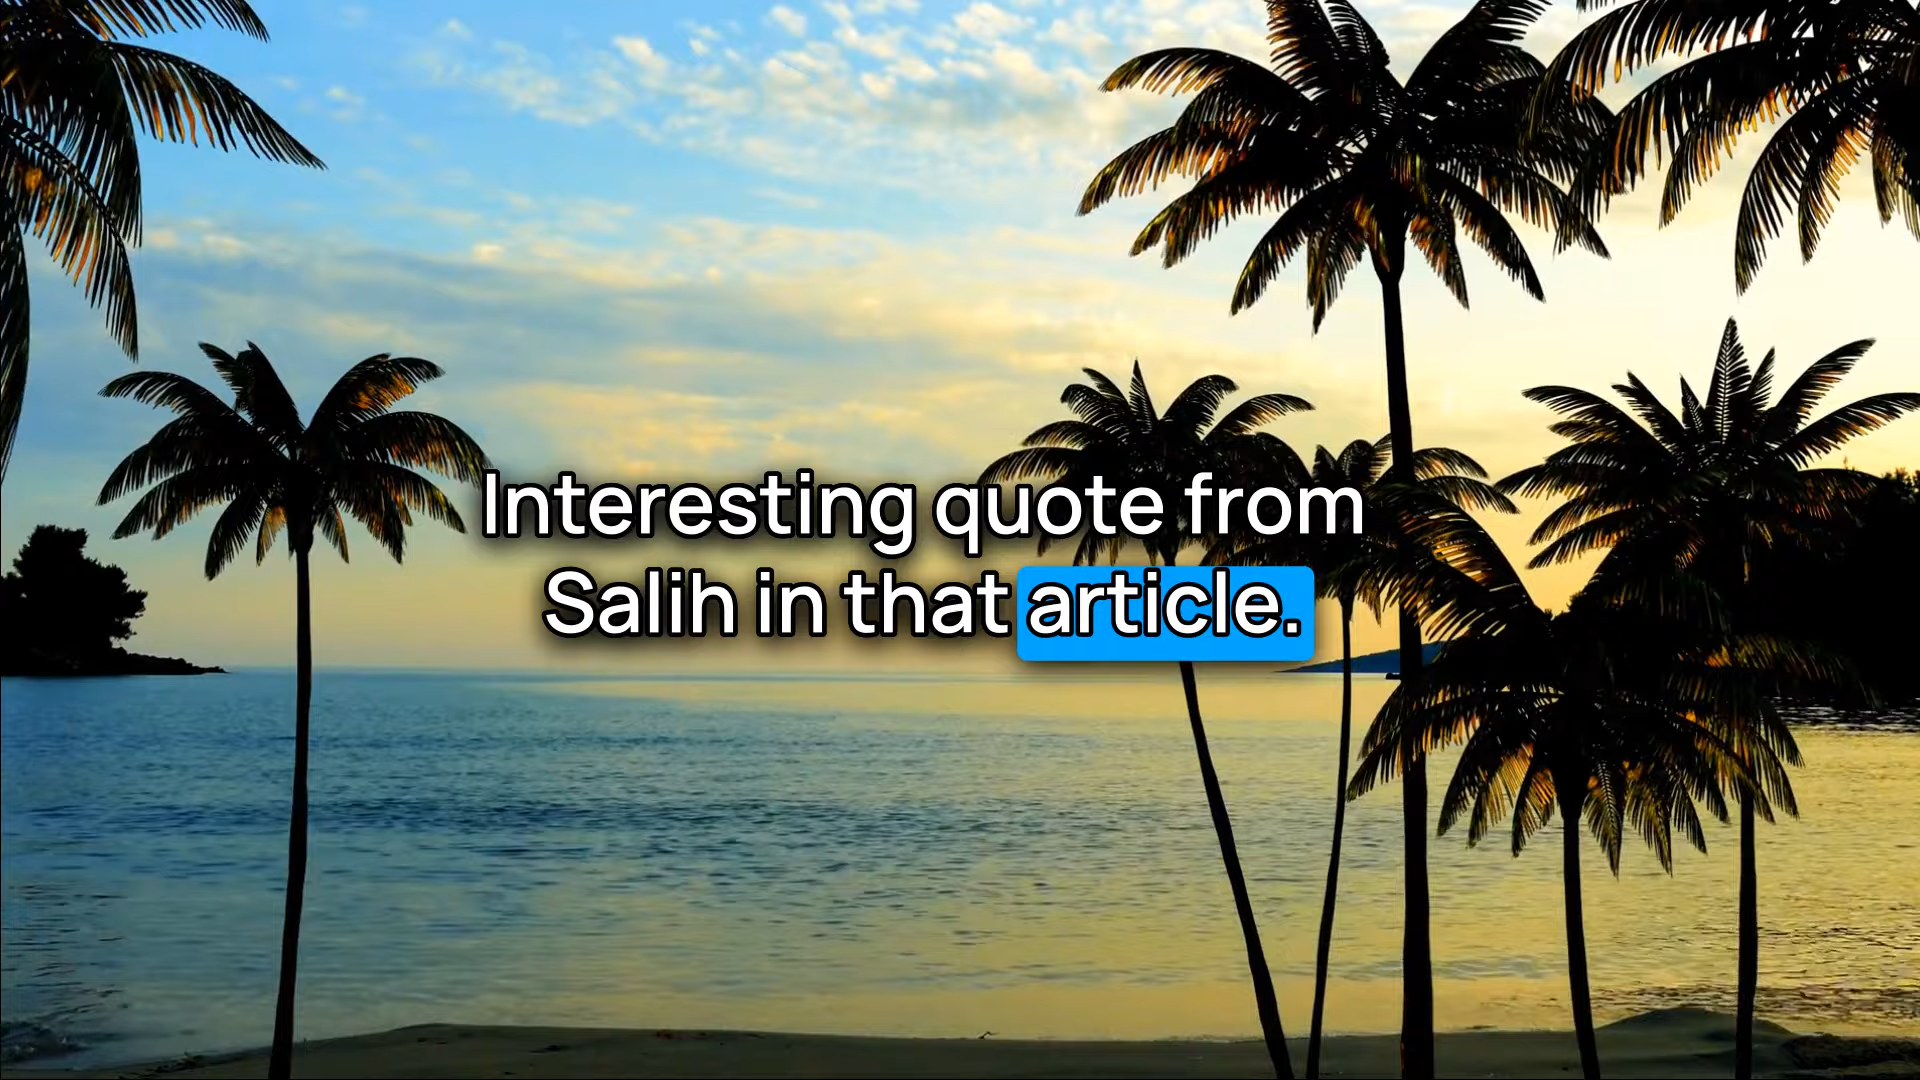 Interesting quote from
Salih in that article.